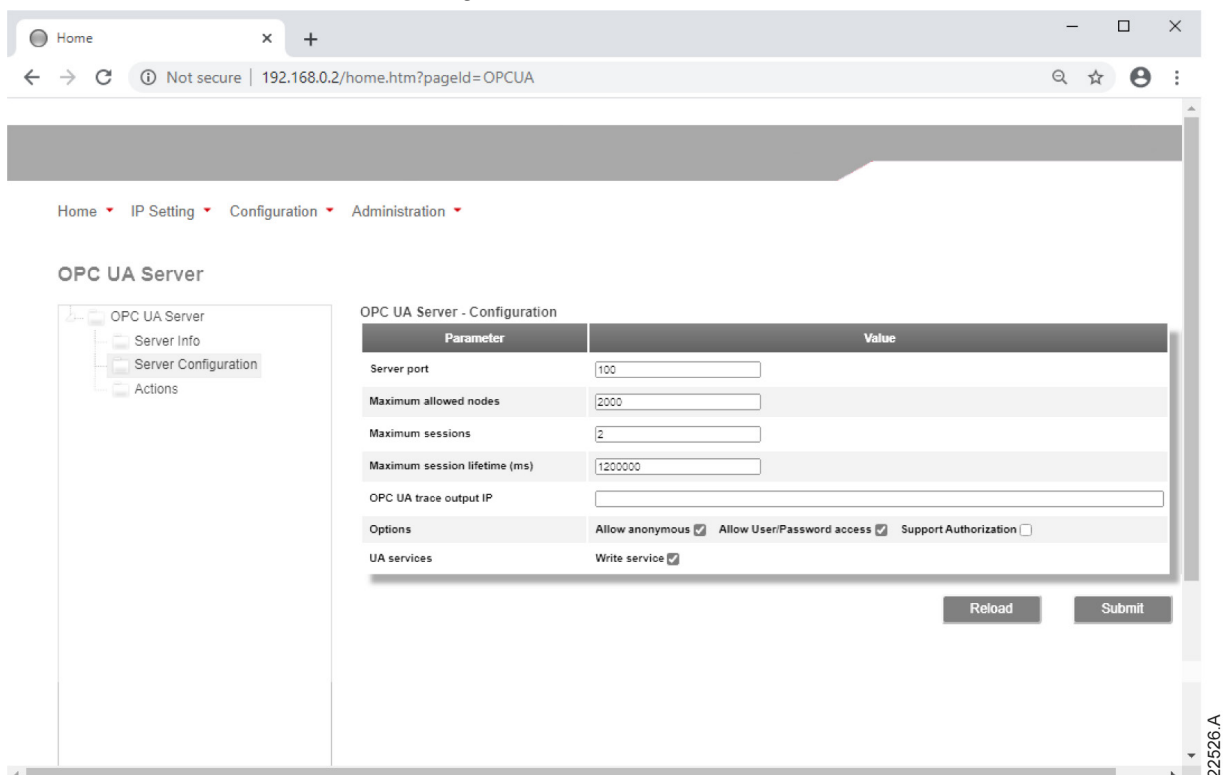 Home
Not secure | 192.168.0.2/home.htm?pageId=OPCUA
Home IP Setting Configuration Administration
OPC UA Server
OPC UA Server
Server Info
Server Configuration
Actions
OPC UA Server - Configuration
Parameter Value
Server port 100
Maximum allowed nodes 2000
Maximum sessions 2
Maximum session lifetime (ms) 1200000
OPC UA trace output IP
Options Allow anonymous Allow User/Password access Support Authorization
UA services Write service
Reload Submit
22526.A